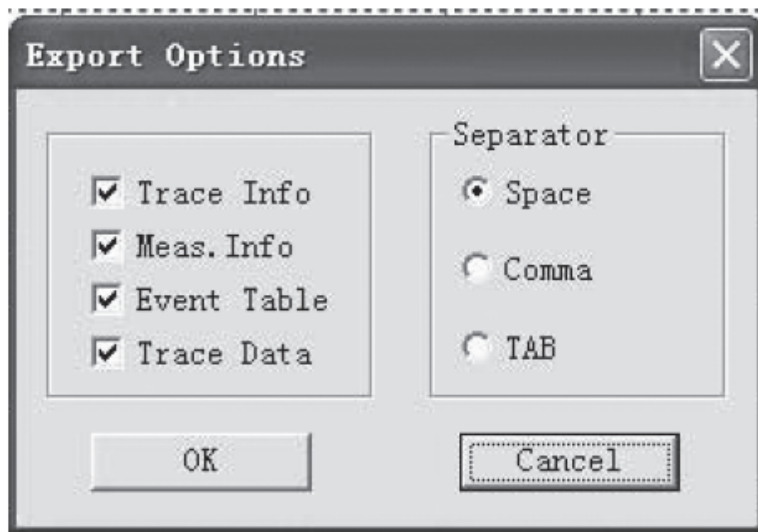 Export Options
Trace Info
Meas.Info
Event Table
Trace Data
Separator
Space
Comma
TAB
OK
Cancel